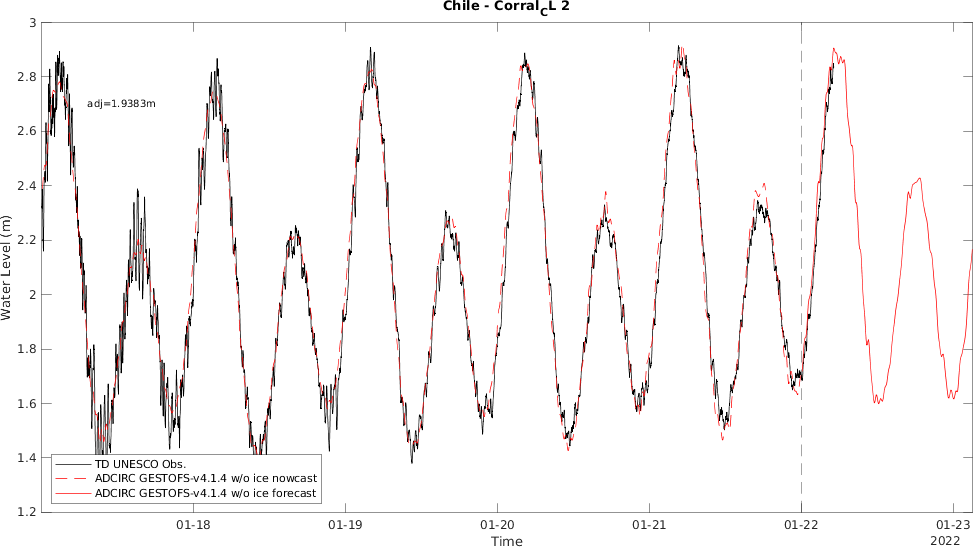 Chile - Corral_CL 2
3
2.8
adj=1.9383m
2.6
2.4
2.2
Water Level (m)
2
1.8
1.6
1.4
TD UNESCO Obs.
ADCIRC GESTOFS-v4.1.4 w/o ice nowcast
ADCIRC GESTOFS-v4.1.4 w/o ice forecast
1.2
01-18 01-19 01-20 01-21 01-22 01-23
Time 2022